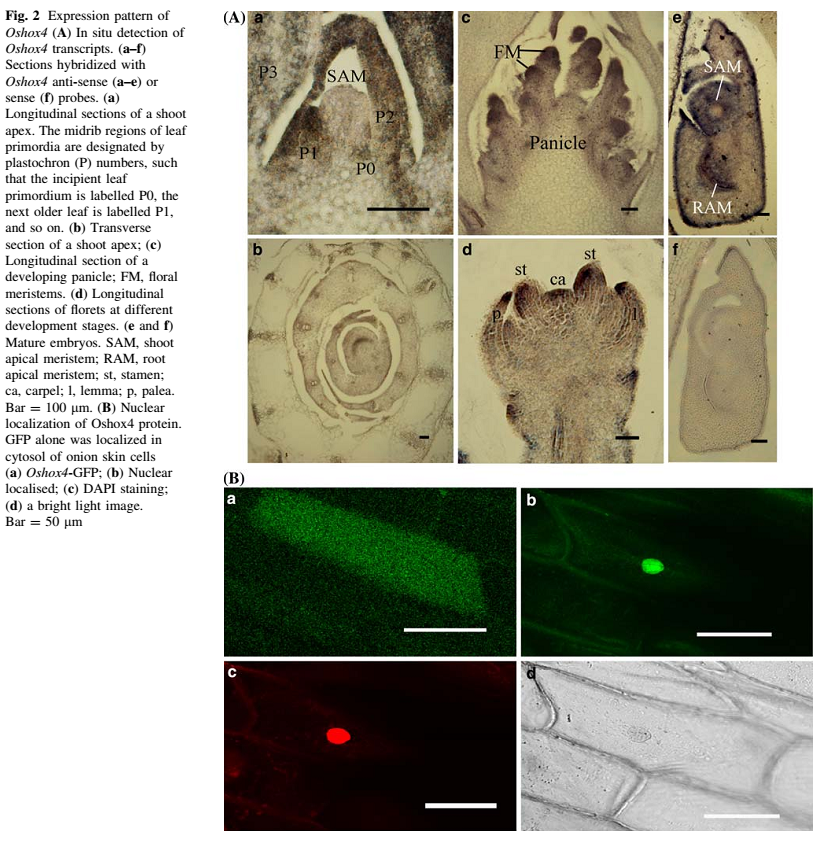 Fig. 2 Expression pattern of
Oshox4 (A) In situ detection of
Oshox4 transcripts. (a–f)
Sections hybridized with
Oshox4 anti-sense (a–e) or
sense (f) probes. (a)
Longitudinal sections of a shoot
apex. The midrib regions of leaf
primordia are designated by
plastochron (P) numbers, such
that the incipient leaf
primordium is labelled P0, the
next older leaf is labelled P1,
and so on. (b) Transverse
section of a shoot apex; (c)
Longitudinal section of a
developing panicle; FM, floral
meristems. (d) Longitudinal
sections of florets at different
development stages. (e and f)
Mature embryos. SAM, shoot
apical meristem; RAM, root
apical meristem; st, stamen;
ca, carpel; l, lemma; p, palea.
Bar = 100 μm. (B) Nuclear
localization of Oshox4 protein.
GFP alone was localized in
cytosol of onion skin cells
(a) Oshox4-GFP; (b) Nuclear
localised; (c) DAPI staining;
(d) a bright light image.
Bar = 50 μm
(A)
a
P3
SAM
P2
P1
P0
c
FM
Panicle
e
SAM
RAM
b
d
st
st
ca
p
l
f
(B)
a
b
c
d